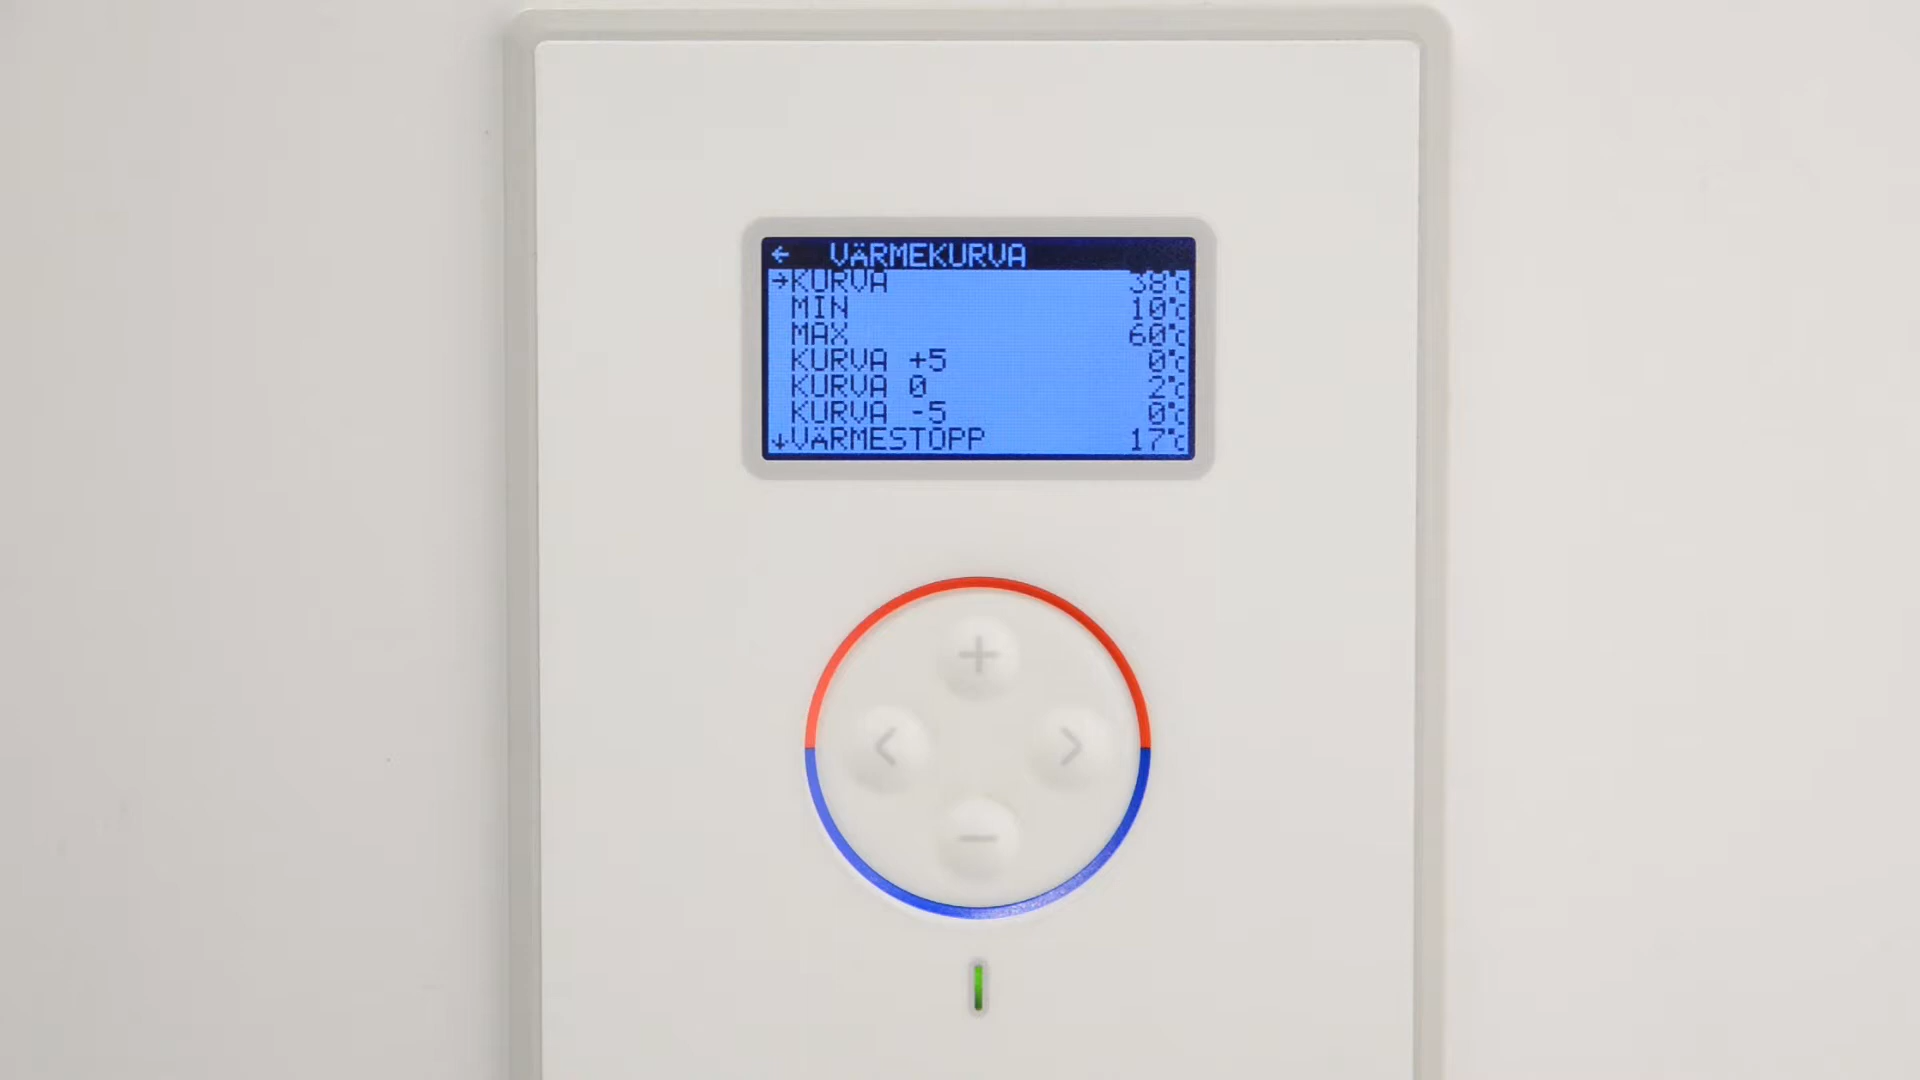 ← VÄRMEKURVA
→KURVA 38°C
MIN 10°C
MAX 60°C
KURVA +5 0°C
KURVA 0 2°C
KURVA -5 0°C
↓VÄRMESTOPP 17°C
+
< >
−